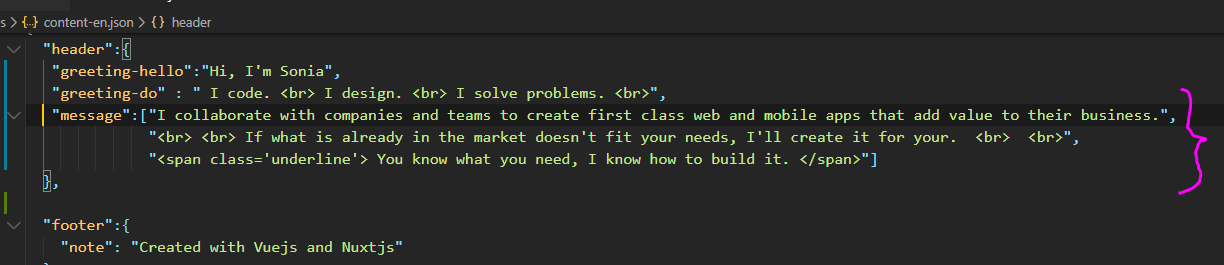 s > {..} content-en.json > {} header
"header":{
"greeting-hello":"Hi, I'm Sonia",
"greeting-do" : " I code. <br> I design. <br> I solve problems. <br>",
"message":["I collaborate with companies and teams to create first class web and mobile apps that add value to their business.",
"<br> <br> If what is already in the market doesn't fit your needs, I'll create it for your.  <br>  <br>",
"<span class='underline'> You know what you need, I know how to build it. </span>"]
},
"footer":{
"note": "Created with Vuejs and Nuxtjs"